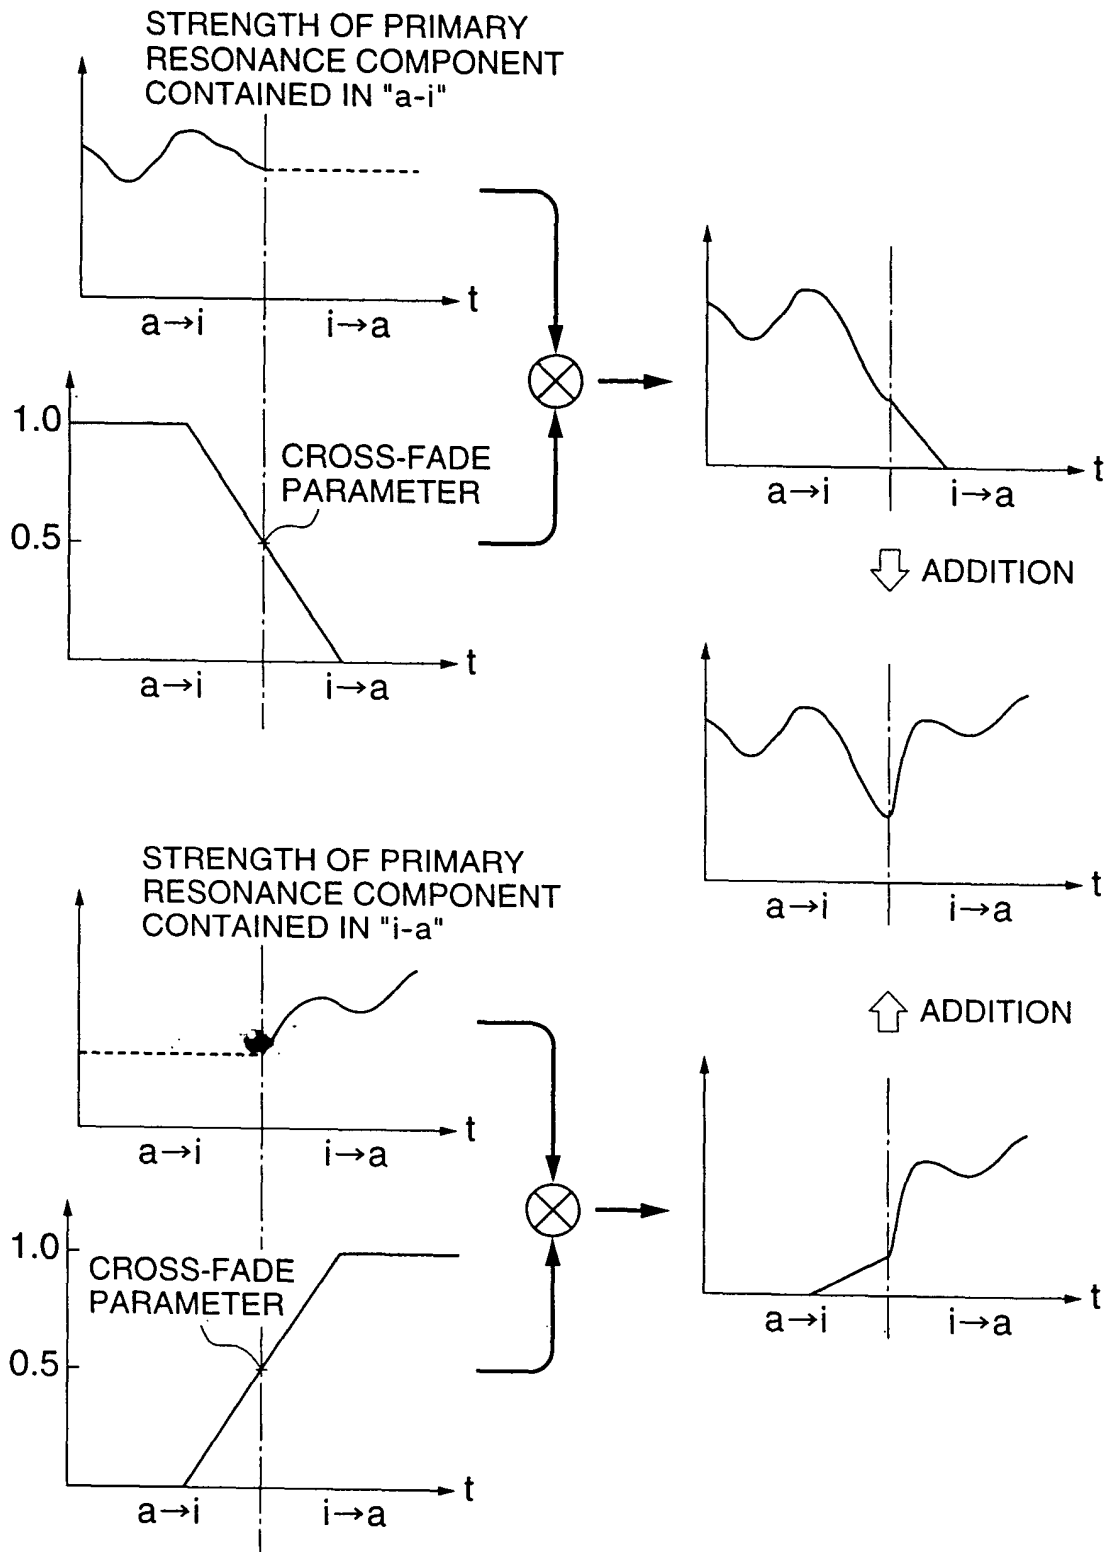 STRENGTH OF PRIMARY
RESONANCE COMPONENT
CONTAINED IN "a-i"
t
a→i
i→a
1.0
0.5
CROSS-FADE
PARAMETER
t
a→i
i→a
t
a→i
i→a
ADDITION
t
a→i
i→a
STRENGTH OF PRIMARY
RESONANCE COMPONENT
CONTAINED IN "i-a"
t
a→i
i→a
1.0
0.5
CROSS-FADE
PARAMETER
t
a→i
i→a
ADDITION
t
a→i
i→a